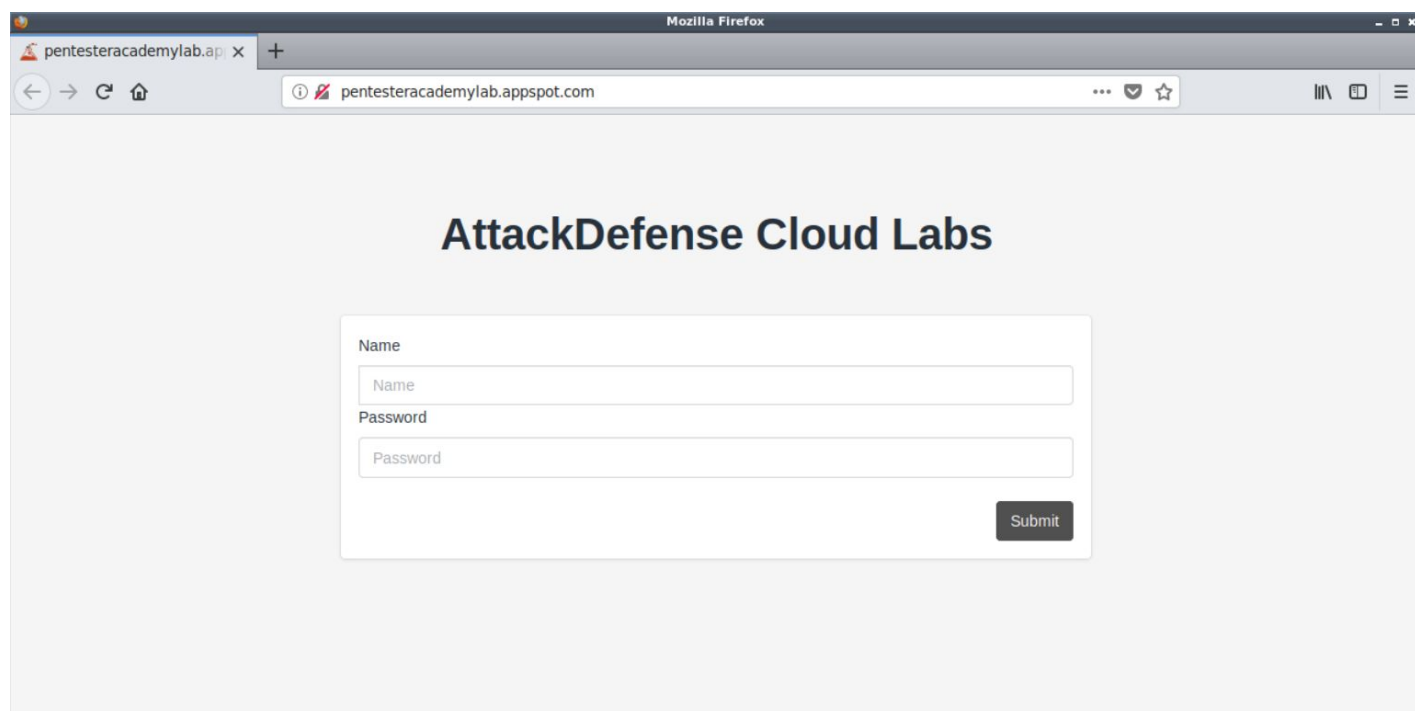 Mozilla Firefox
pentesteracademylab.ap
pentesteracademylab.appspot.com
AttackDefense Cloud Labs
Name
Name
Password
Password
Submit